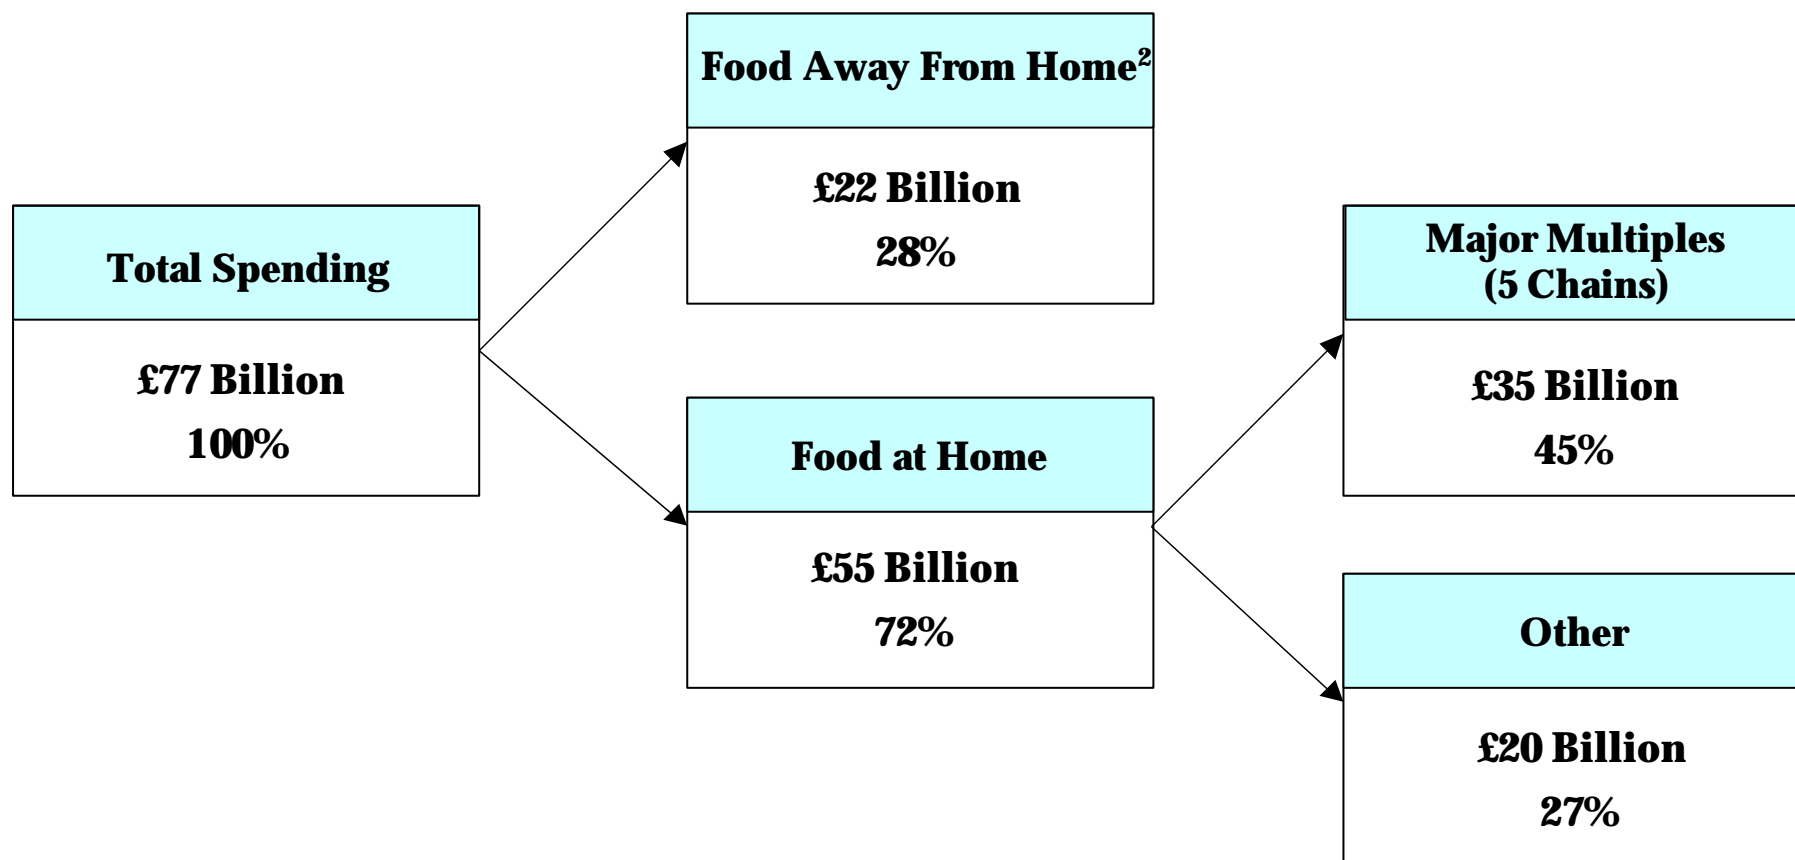 Total Spending
£77 Billion
100%
Food Away From Home²
£22 Billion
28%
Food at Home
£55 Billion
72%
Major Multiples
(5 Chains)
£35 Billion
45%
Other
£20 Billion
27%